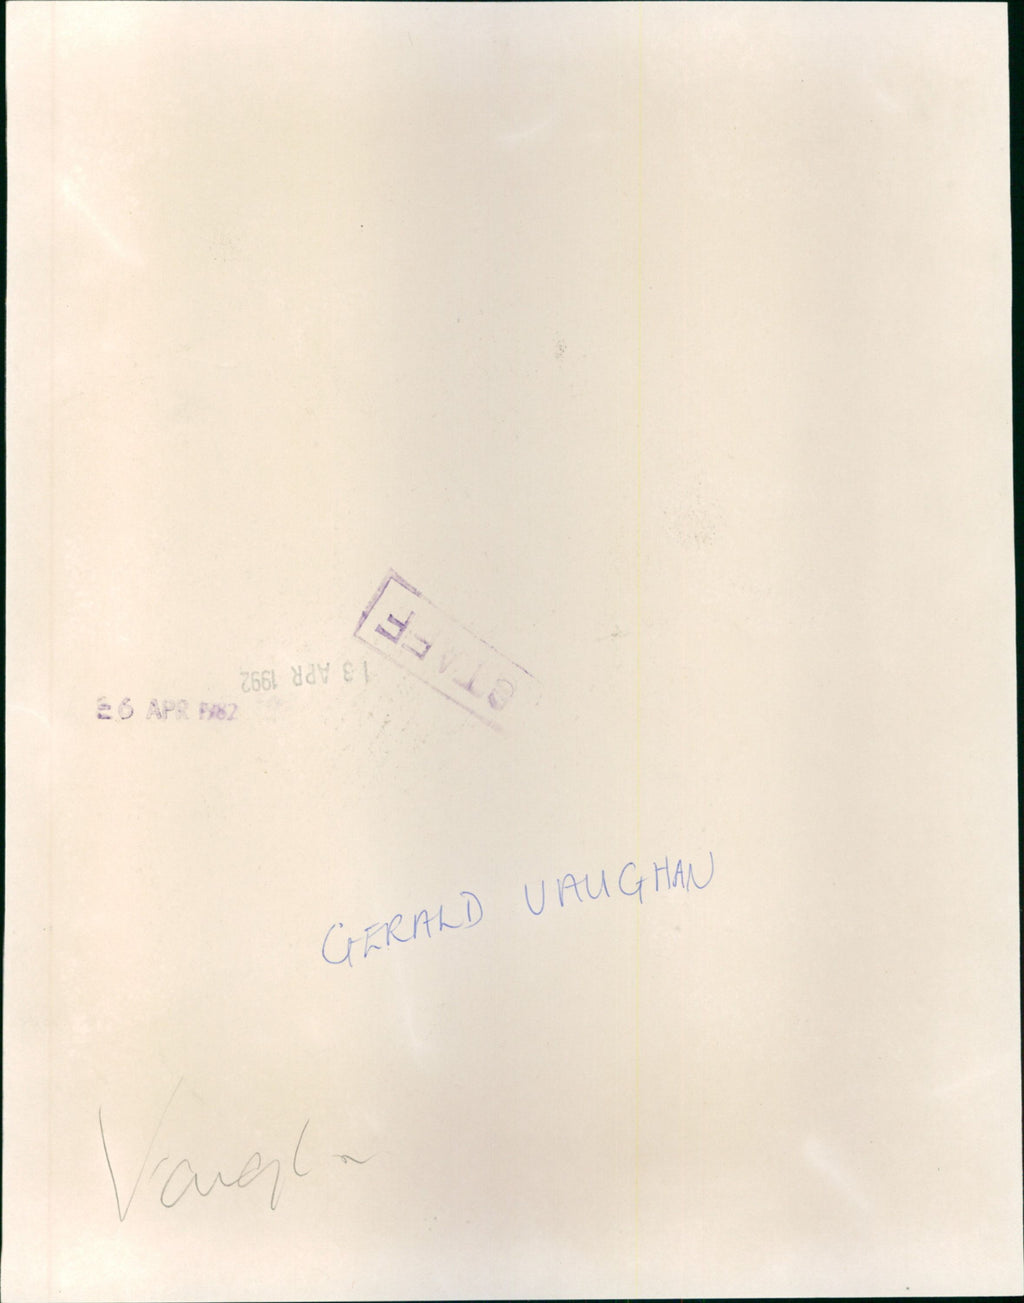 STAFF
13 APR 1992
26 APR 1982
GERALD VAUGHAN
Vaughan